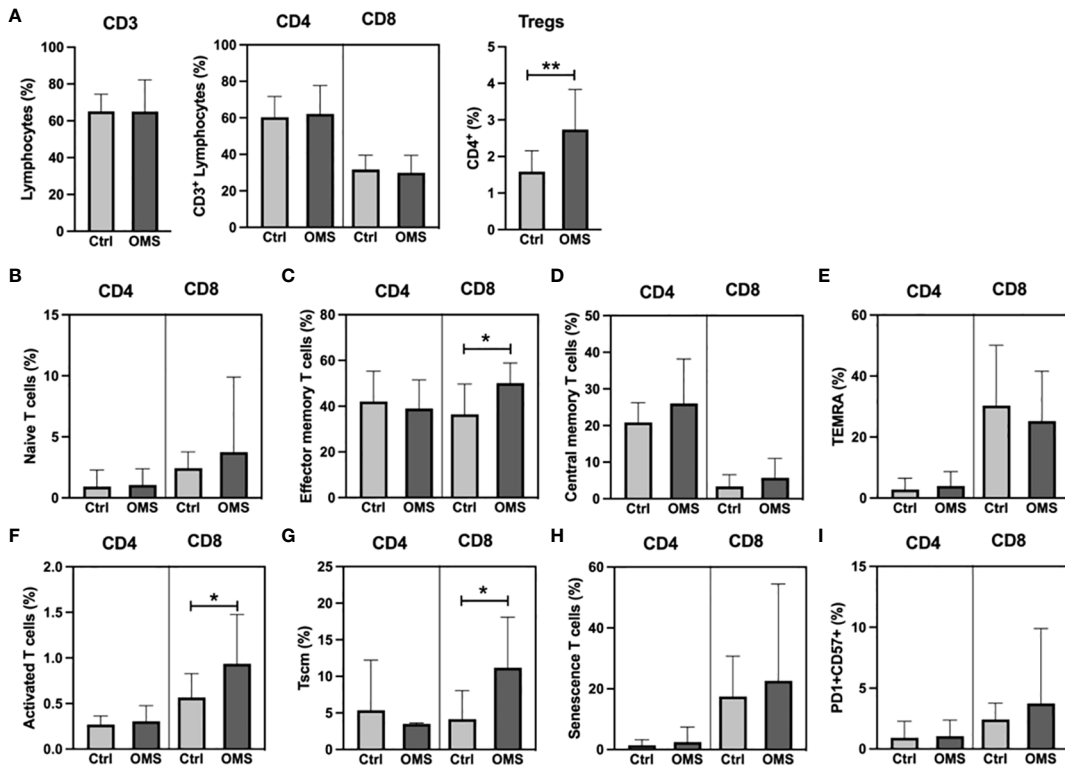 A
CD3
Lymphocytes (%)
100
80
60
40
20
0
Ctrl OMS
CD4 CD8
CD3+ Lymphocytes (%)
100
80
60
40
20
0
Ctrl OMS Ctrl OMS
Tregs
CD4+ (%)
5
4
3
2
1
0
**
Ctrl OMS
B
CD4 CD8
Naive T cells (%)
15
10
5
0
Ctrl OMS Ctrl OMS
C
CD4 CD8
Effector memory T cells (%)
80
60
40
20
0
*
Ctrl OMS Ctrl OMS
D
CD4 CD8
Central memory T cells (%)
50
40
30
20
10
0
Ctrl OMS Ctrl OMS
E
CD4 CD8
TEMRA (%)
60
40
20
0
Ctrl OMS Ctrl OMS
F
CD4 CD8
Activated T cells (%)
2.0
1.5
1.0
0.5
0.0
*
Ctrl OMS Ctrl OMS
G
CD4 CD8
Tscm (%)
25
20
15
10
5
0
*
Ctrl OMS Ctrl OMS
H
CD4 CD8
Senescence T cells (%)
60
40
20
0
Ctrl OMS Ctrl OMS
I
CD4 CD8
PD1+CD57+ (%)
15
10
5
0
Ctrl OMS Ctrl OMS